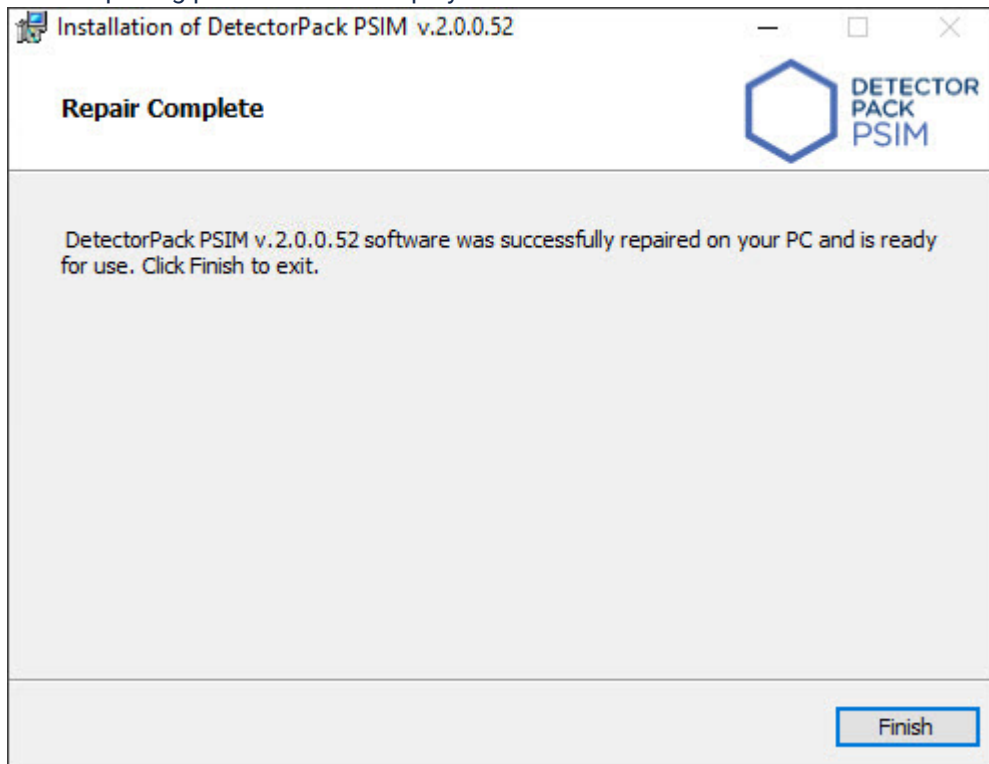 Installation of DetectorPack PSIM v.2.0.0.52
Repair Complete
DETECTOR
PACK
PSIM
DetectorPack PSIM v.2.0.0.52 software was successfully repaired on your PC and is ready
for use. Click Finish to exit.
Finish